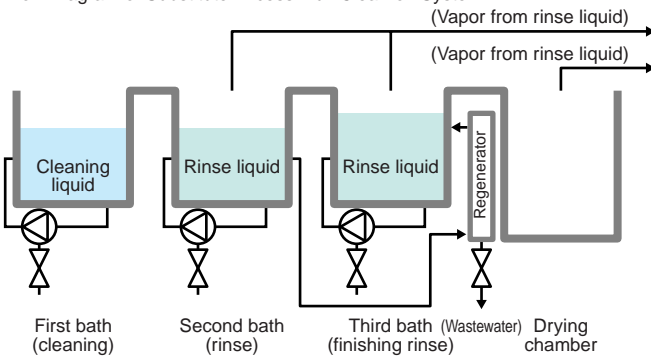 (Vapor from rinse liquid)
(Vapor from rinse liquid)
Cleaning
liquid
Rinse liquid
Rinse liquid
Regenerator
First bath
(cleaning)
Second bath
(rinse)
Third bath
(finishing rinse)
(Wastewater)
Drying
chamber